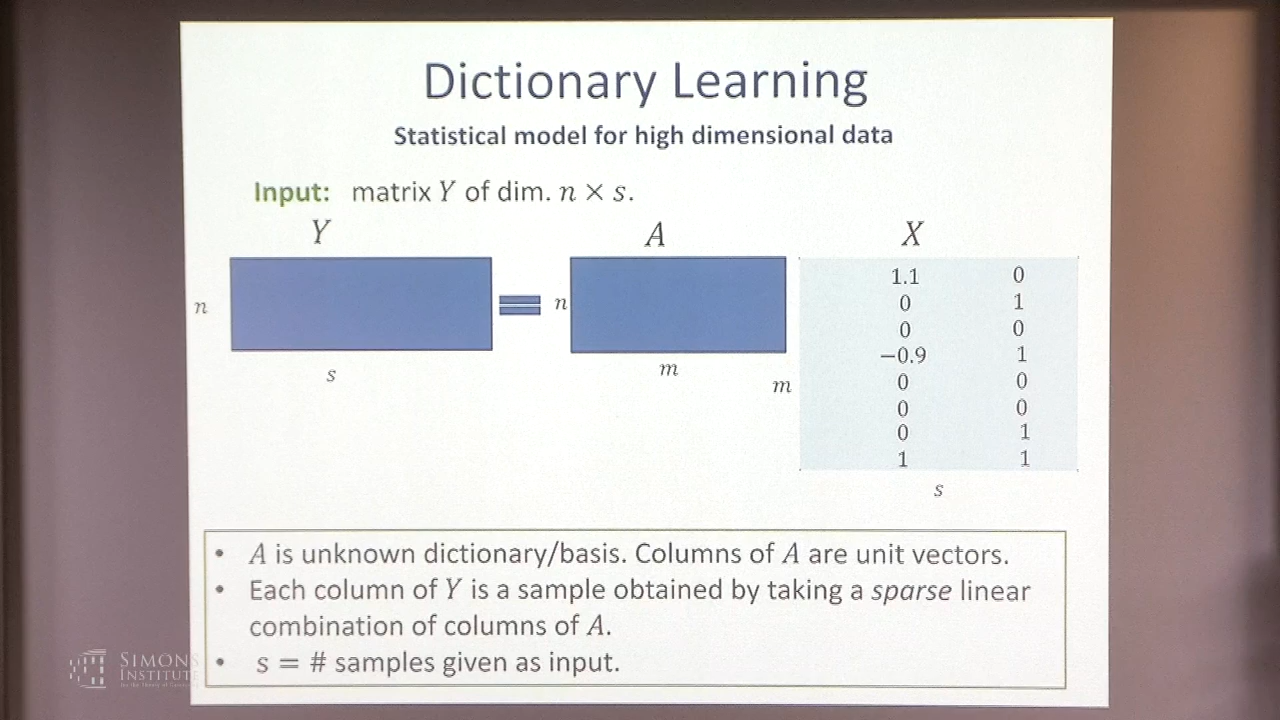 Dictionary Learning
Statistical model for high dimensional data
Input: matrix Y of dim. n × s.
Y
A
X
n
s
=
n
m
m
1.1 0
0 1
0 0
−0.9 1
0 0
0 0
0 1
1 1
s
• A is unknown dictionary/basis. Columns of A are unit vectors.
• Each column of Y is a sample obtained by taking a sparse linear
combination of columns of A.
• s = # samples given as input.
SIMONS
INSTITUTE